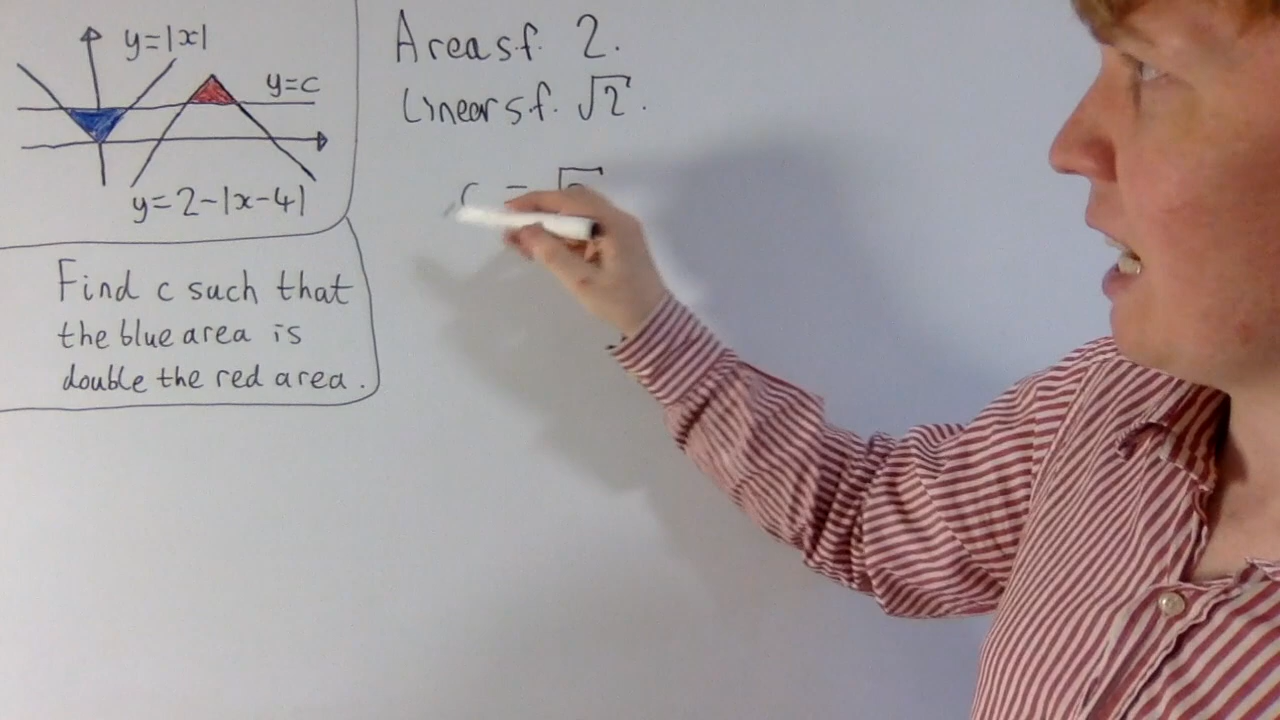 y=|x|
y=c
y=2-|x-4|
Find c such that
the blue area is
double the red area.
Area s.f. 2.
Linear s.f. √2.
c =